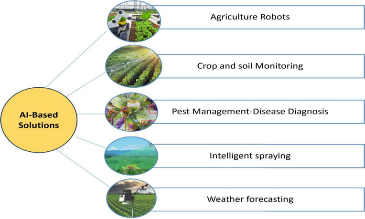 AI-Based
Solutions
Agriculture Robots
Crop and soil Monitoring
Pest Management-Disease Diagnosis
Intelligent spraying
Weather forecasting